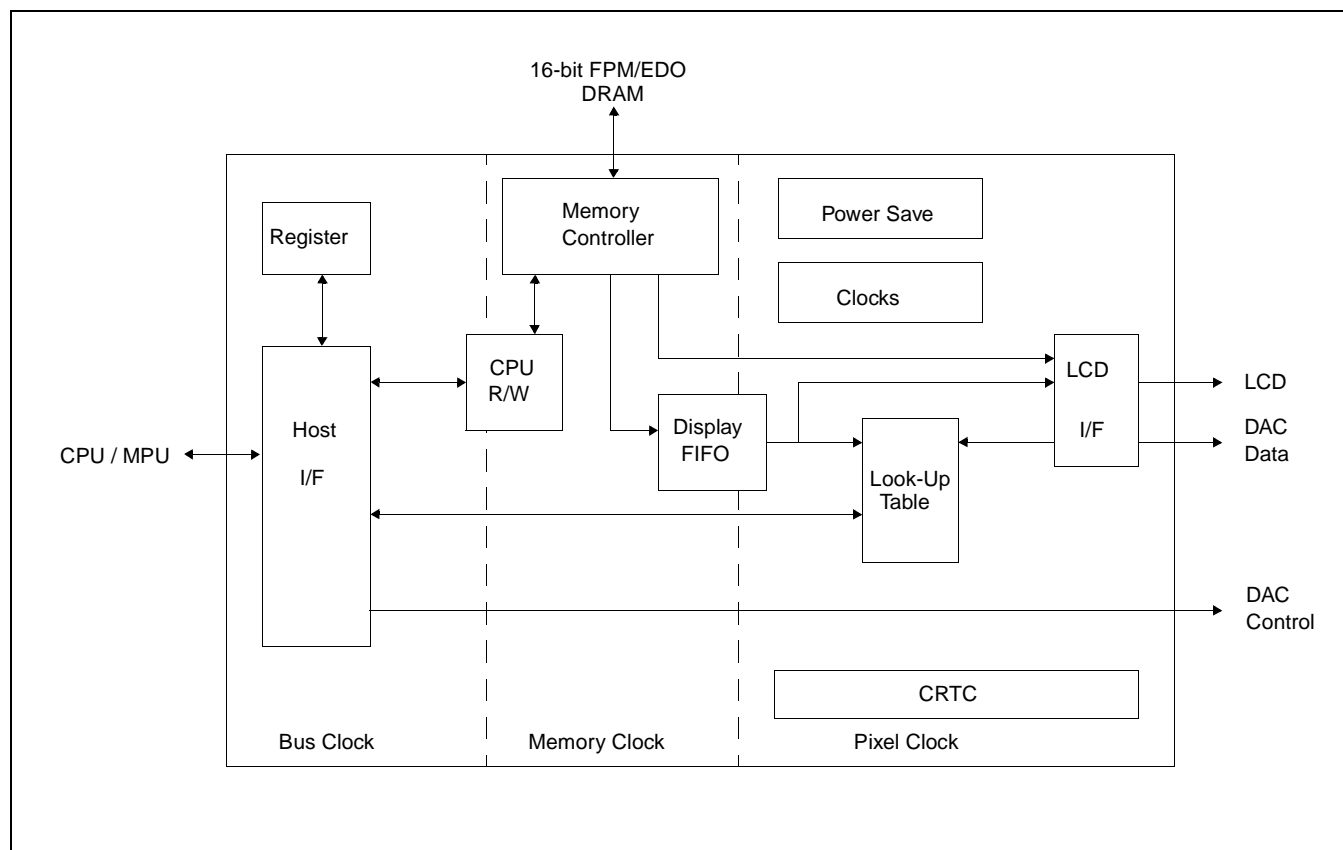 16-bit FPM/EDO
DRAM
Register
Memory
Controller
Power Save
Clocks
CPU
R/W
LCD
I/F
LCD
Host
I/F
Display
FIFO
DAC
Data
CPU / MPU
Look-Up
Table
DAC
Control
CRTC
Bus Clock
Memory Clock
Pixel Clock